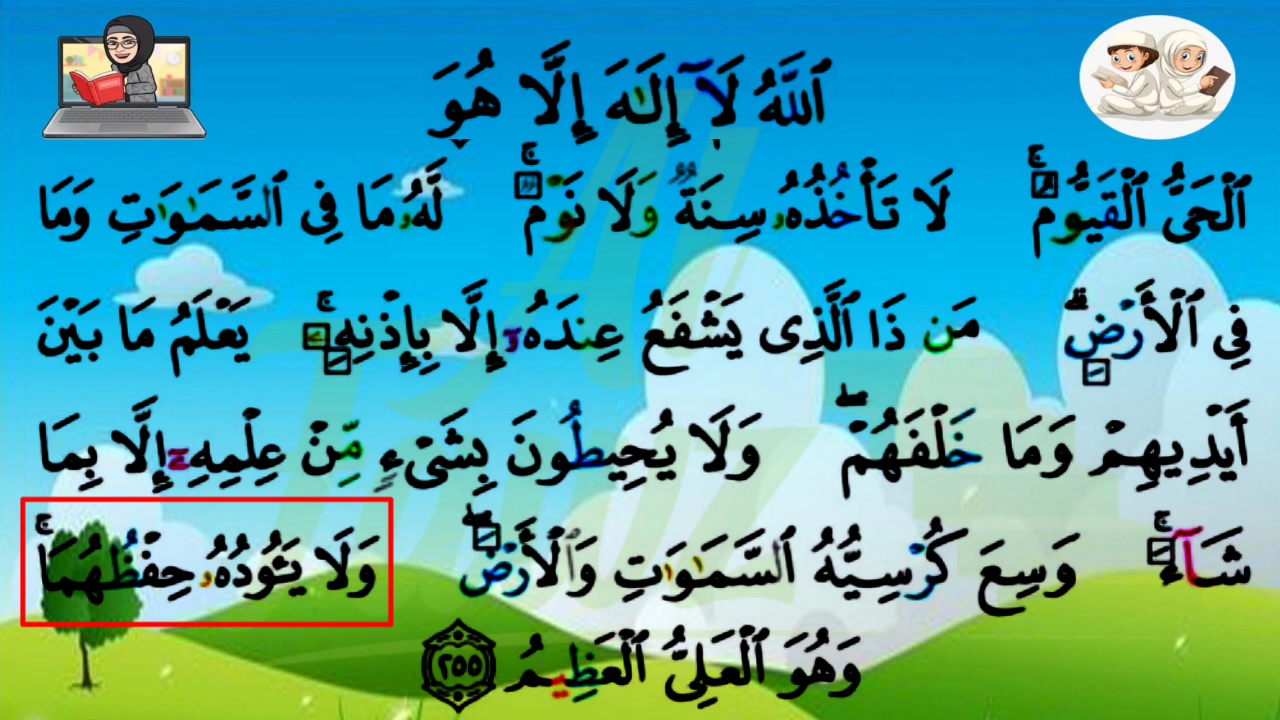 ٱللَّهُ لَآ إِلَـٰهَ إِلَّا هُوَ
ٱلْحَىُّ ٱلْقَيُّومُ ۚ لَا تَأْخُذُهُۥ سِنَةٌ وَلَا نَوْمٌ ۚ لَّهُۥ مَا فِى ٱلسَّمَـٰوَٰتِ وَمَا
فِى ٱلْأَرْضِ ۗ مَن ذَا ٱلَّذِى يَشْفَعُ عِندَهُۥٓ إِلَّا بِإِذْنِهِۦ ۚ يَعْلَمُ مَا بَيْنَ
أَيْدِيهِمْ وَمَا خَلْفَهُمْ ۖ وَلَا يُحِيطُونَ بِشَىْءٍ مِّنْ عِلْمِهِۦٓ إِلَّا بِمَا
شَآءَ ۚ وَسِعَ كُرْسِيُّهُ ٱلسَّمَـٰوَٰتِ وَٱلْأَرْضَ ۖ وَلَا يَـُٔودُهُۥ حِفْظُهُمَا ۚ
وَهُوَ ٱلْعَلِىُّ ٱلْعَظِيمُ ٢٥٥